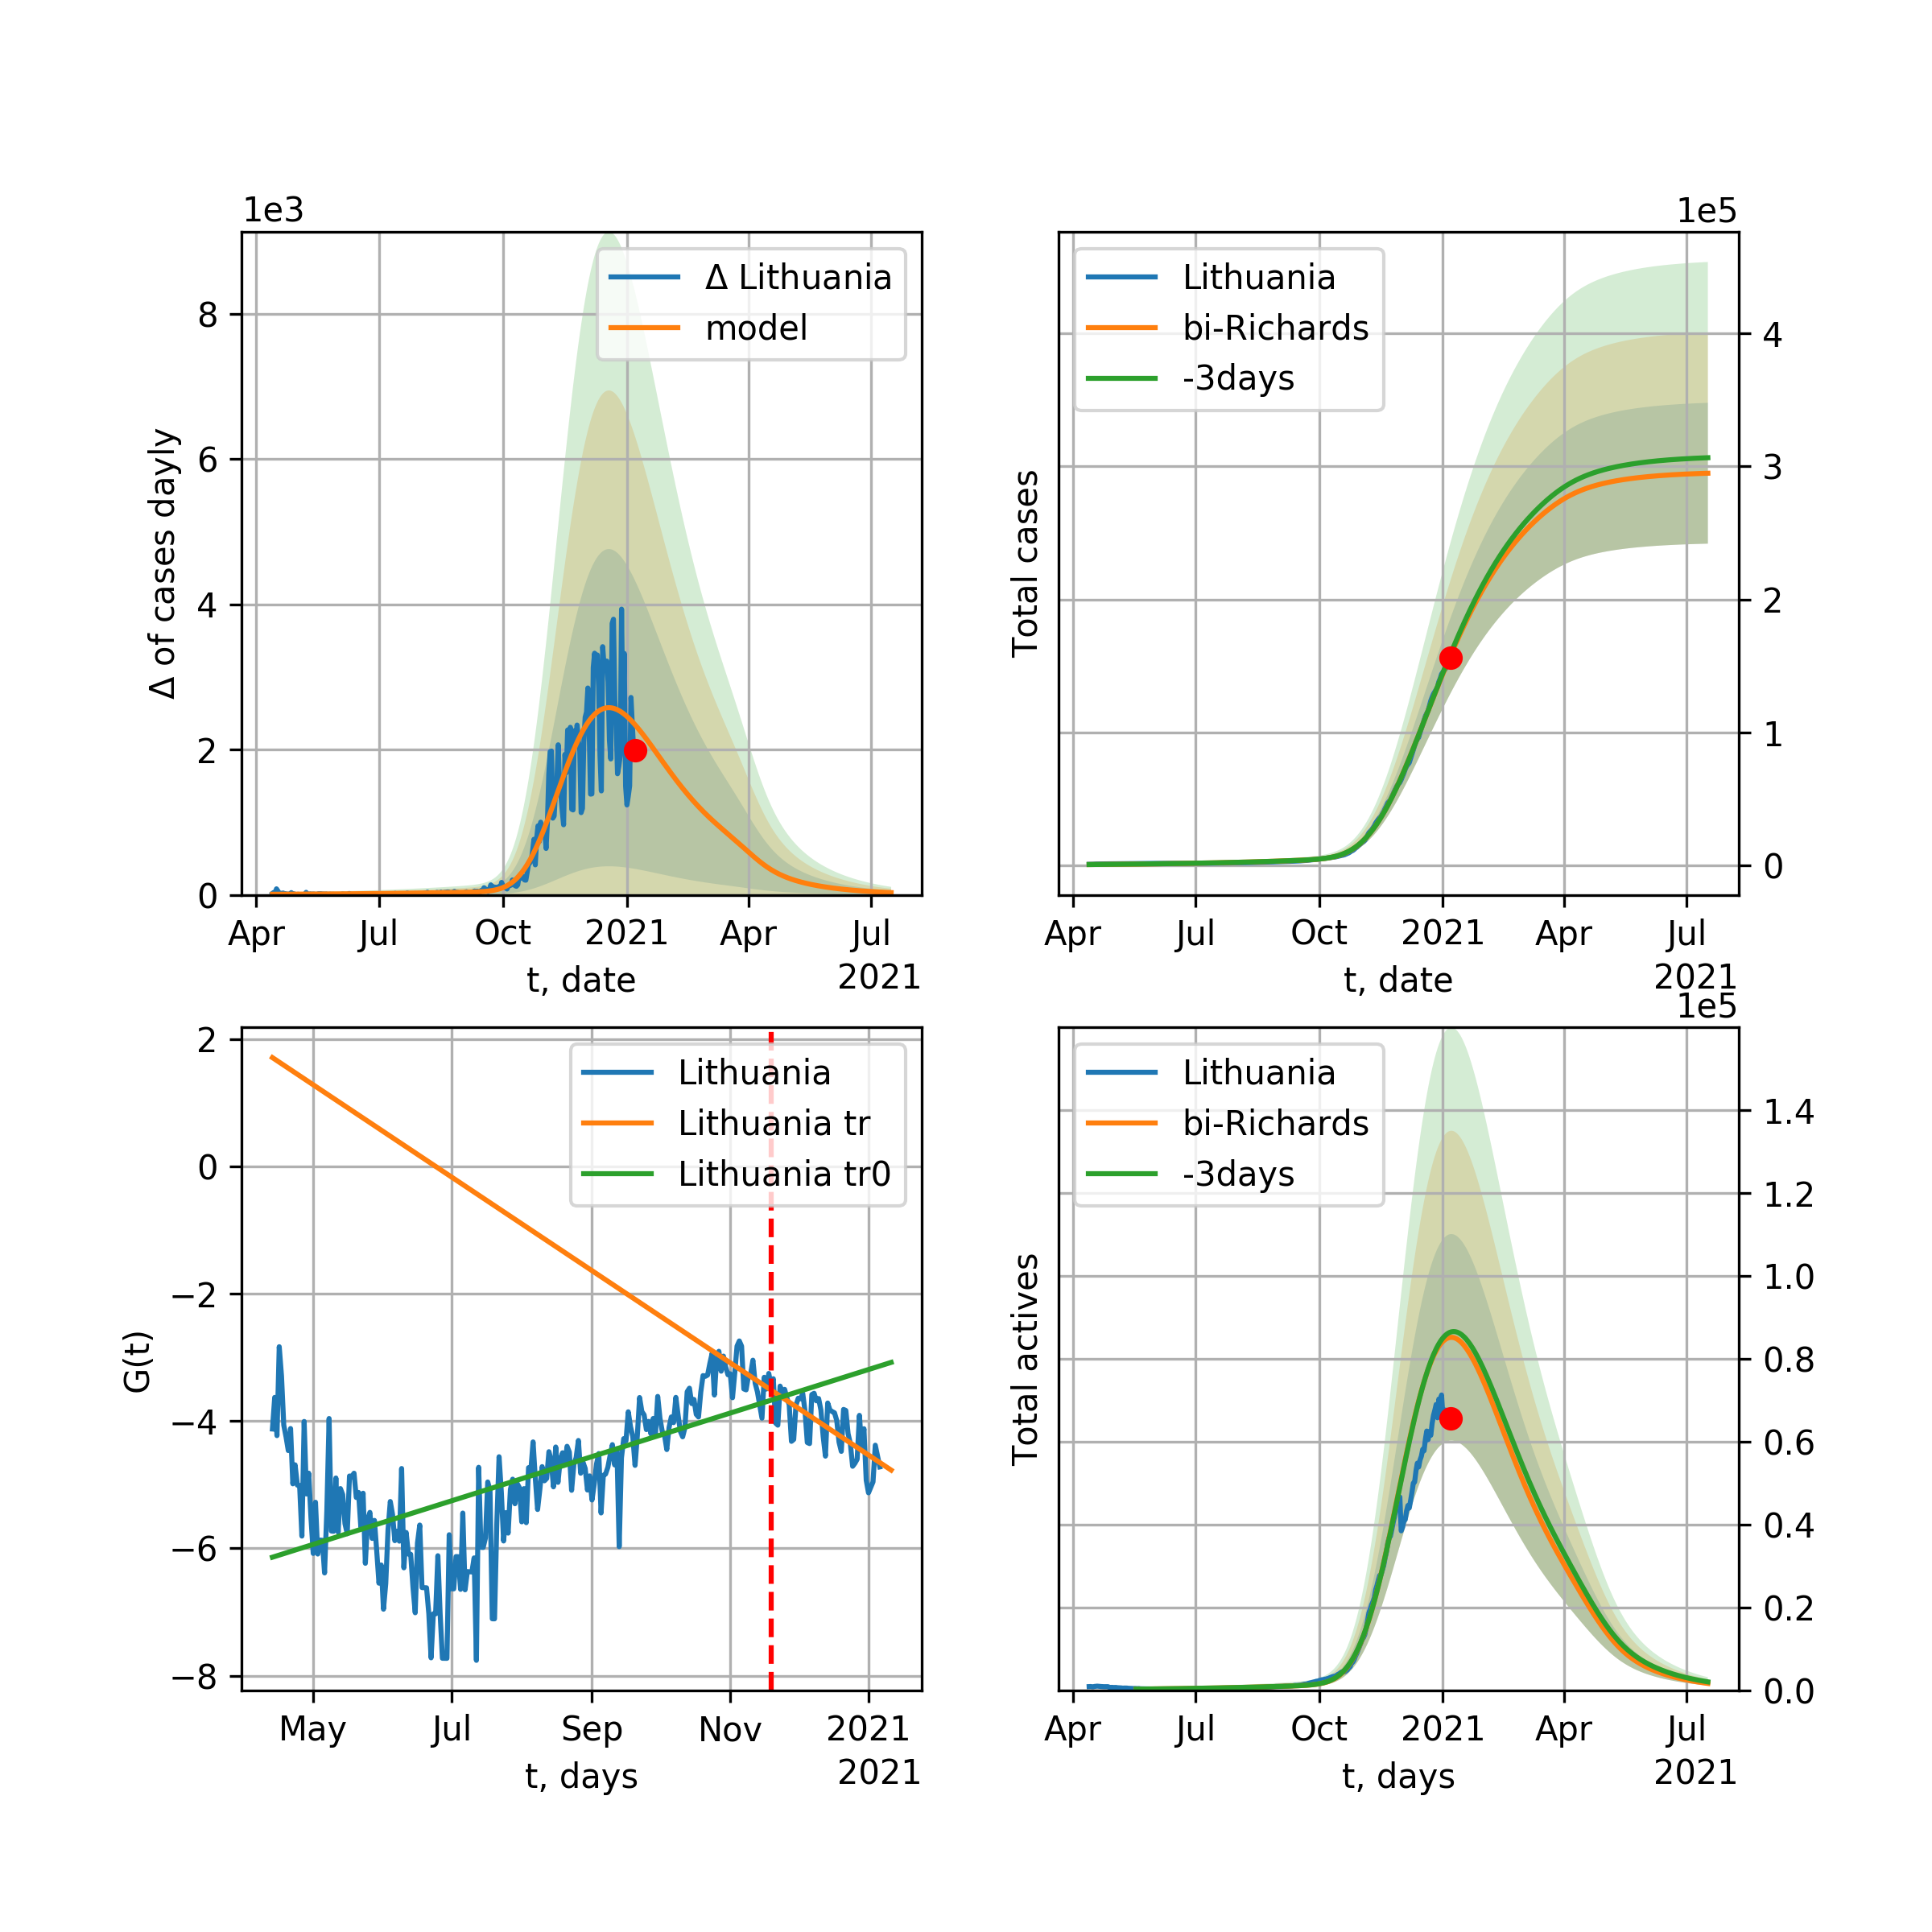 1e3
Δ Lithuania
model
8
6
4
2
0
Δ of cases dayly
Apr Jul Oct 2021 Apr Jul
2021
t, date
1e5
Lithuania
bi-Richards
-3days
4
3
2
1
0
Total cases
Apr Jul Oct 2021 Apr Jul
2021
t, date
Lithuania
Lithuania tr
Lithuania tr0
2
0
−2
−4
−6
−8
G(t)
May Jul Sep Nov 2021
2021
t, days
1e5
Lithuania
bi-Richards
-3days
1.4
1.2
1.0
0.8
0.6
0.4
0.2
0.0
Total actives
Apr Jul Oct 2021 Apr Jul
2021
t, days